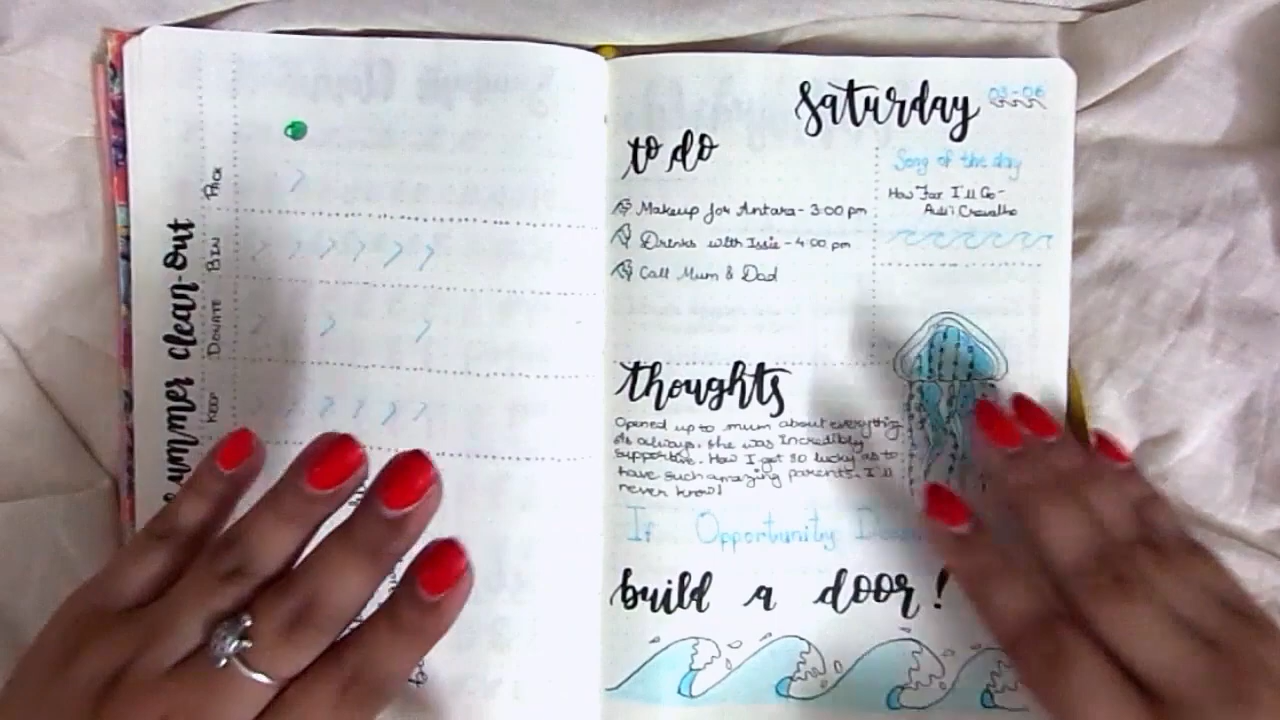 Summer clean-out
PACK
BIN
DONATE
KEEP
Saturday
03-06
to do
Makeup for Antara - 3:00 pm
Drinks with Issie - 4:00 pm
Call Mum & Dad
Song of the day
How Far I'll Go -
Auli'i Cravalho
thoughts
Opened up to mum about everything
As always, she was Incredibly
supportive. How I got so lucky as to
have such amazing parents. I'll
never know!
If Opportunity
build a door!